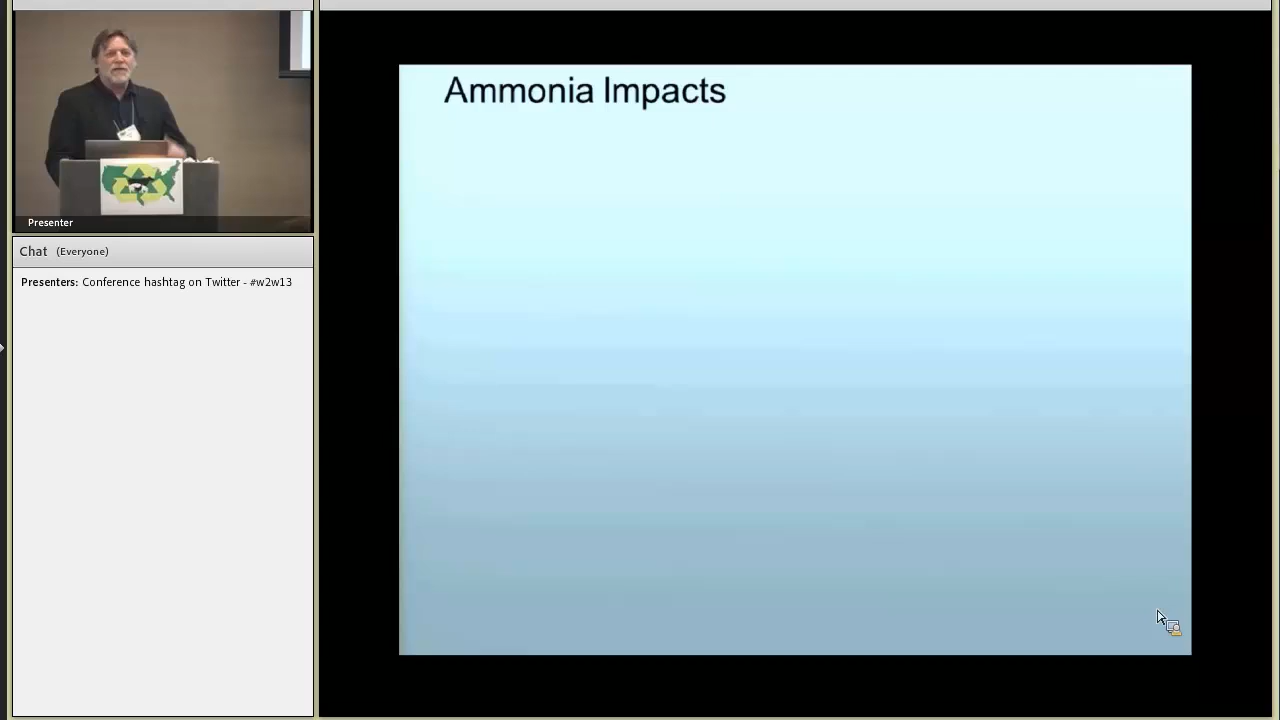 Presenter
Chat (Everyone)
Presenters: Conference hashtag on Twitter - #w2w13
Ammonia Impacts